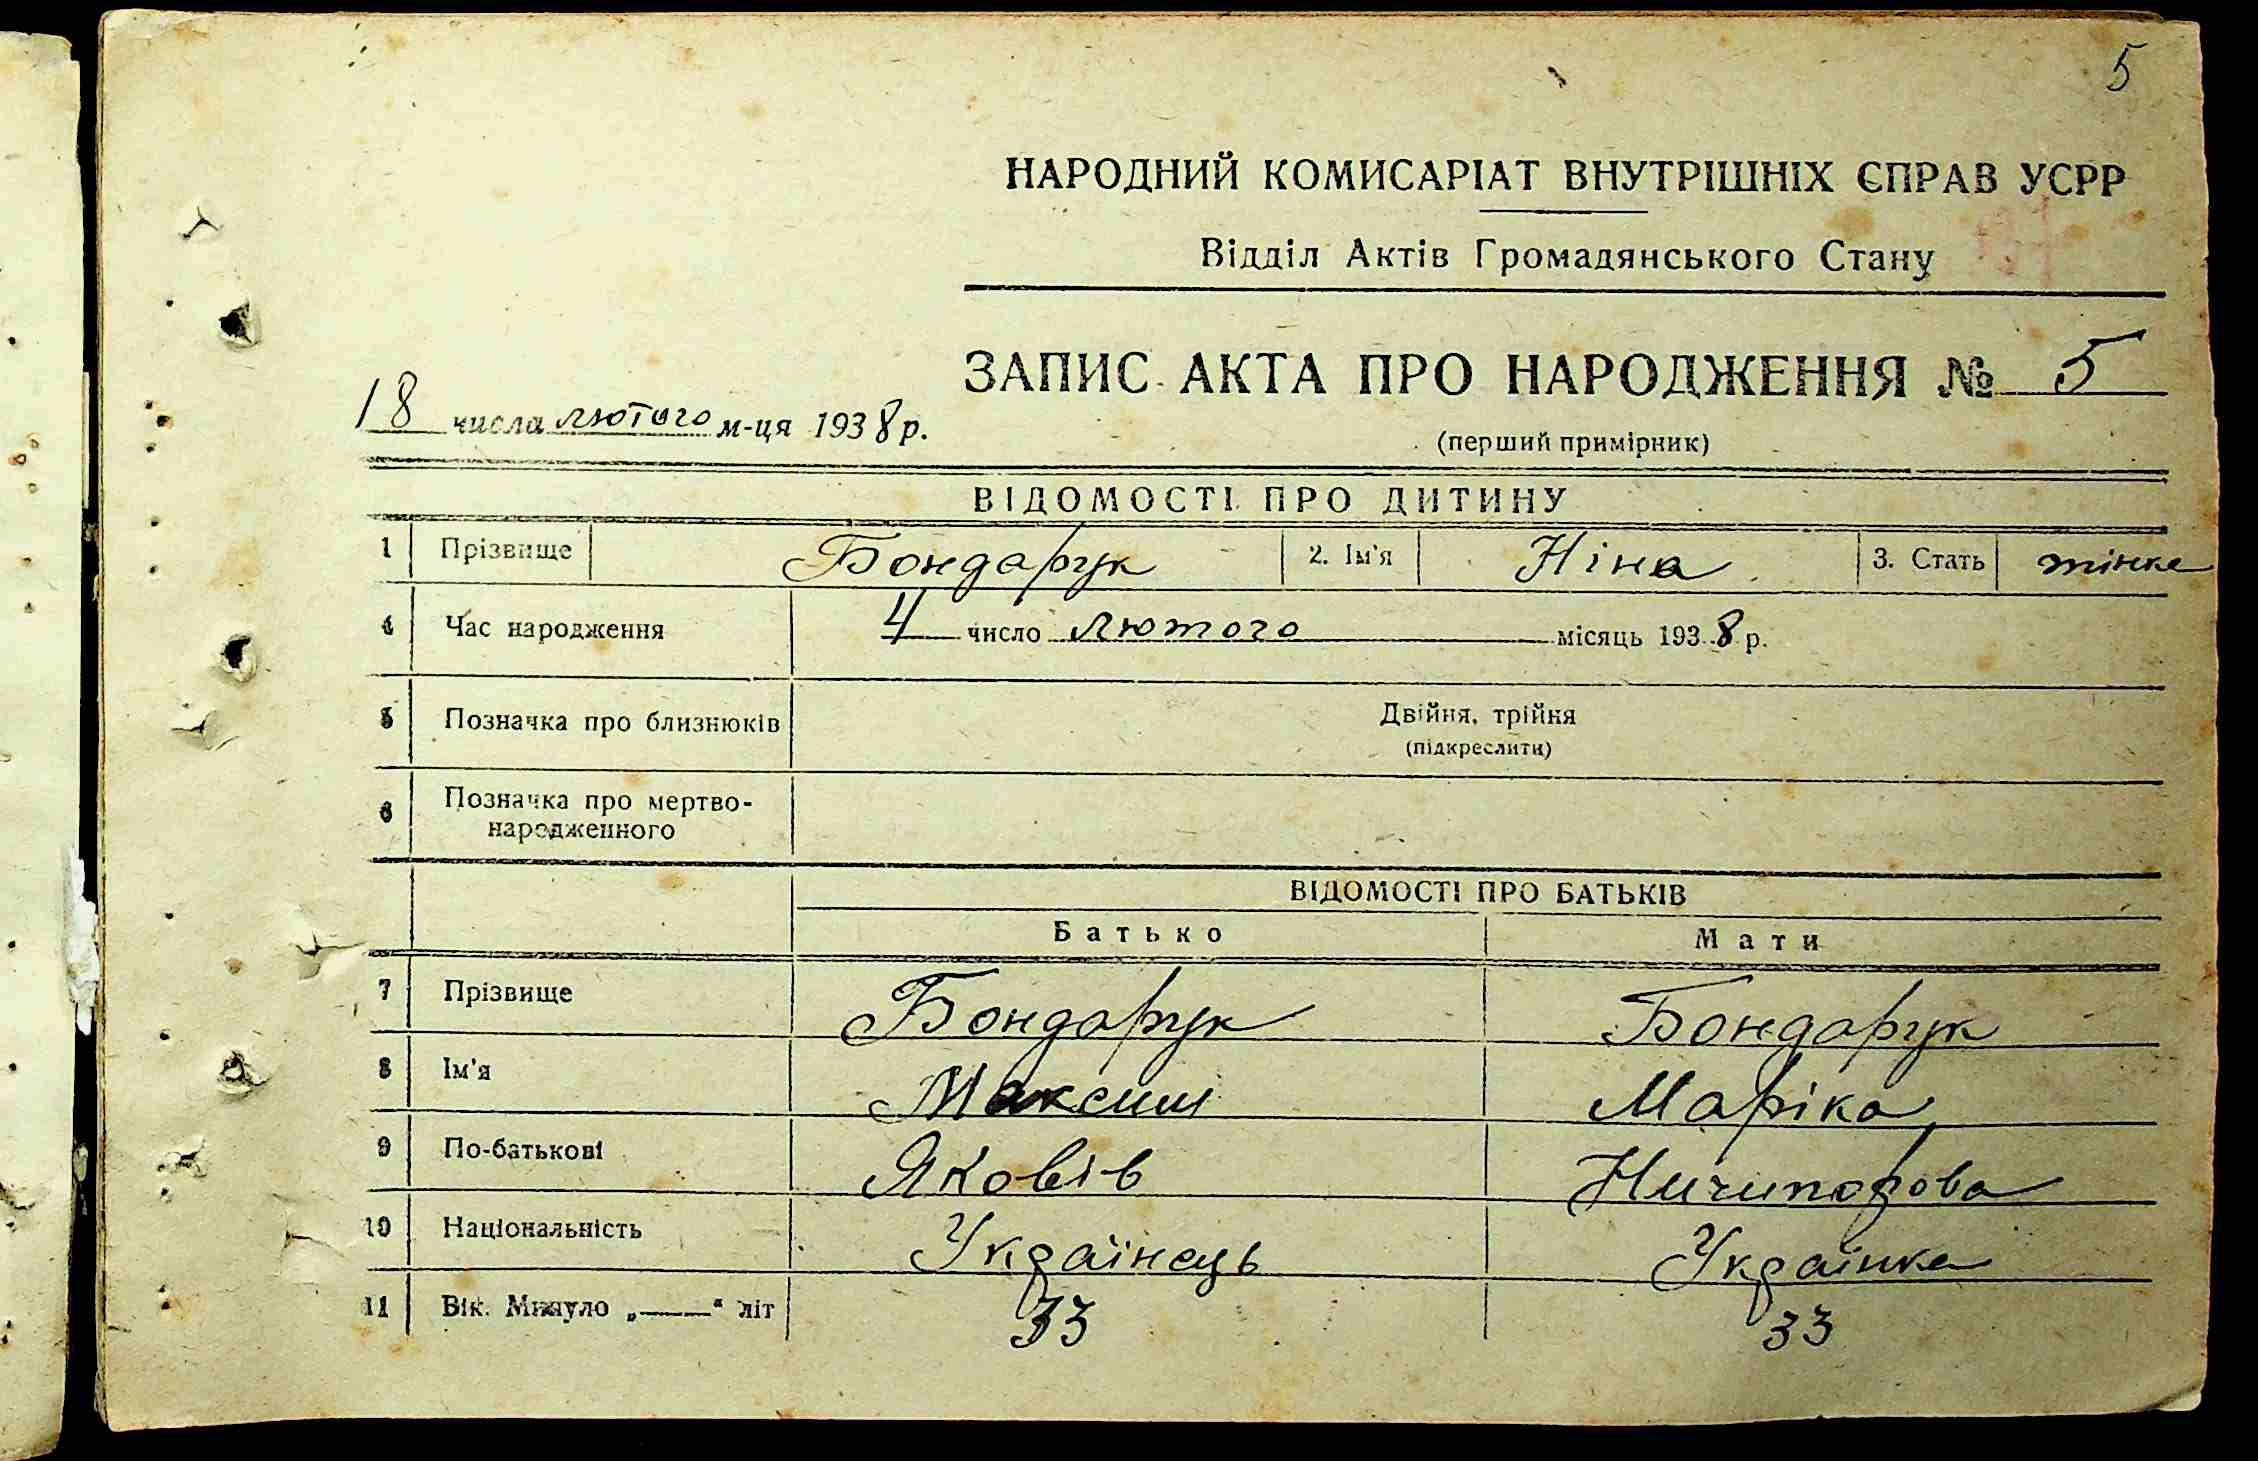 5
НАРОДНИЙ КОМИСАРІАТ ВНУТРІШНІХ СПРАВ УСРР
Відділ Актів Громадянського Стану
ЗАПИС АКТА ПРО НАРОДЖЕННЯ № 5
18 числа лютого м-ця 1938 р.
(перший примірник)
ВІДОМОСТІ ПРО ДИТИНУ
1 Прізвище Бондарук 2. Ім'я Ніна 3. Стать жінке
4 Час народження 4 число лютого місяць 1938 р.
5 Позначка про близнюків Двійня, трійня
(підкреслити)
6 Позначка про мертво-
народженного
ВІДОМОСТІ ПРО БАТЬКІВ
Батько Мати
7 Прізвище Бондарук Бондарук
8 Ім'я Максим Маріка
9 По-батькові Яковів Ничипорова
10 Національність Українець Українка
11 Вік. Минуло „——“ літ 33 33